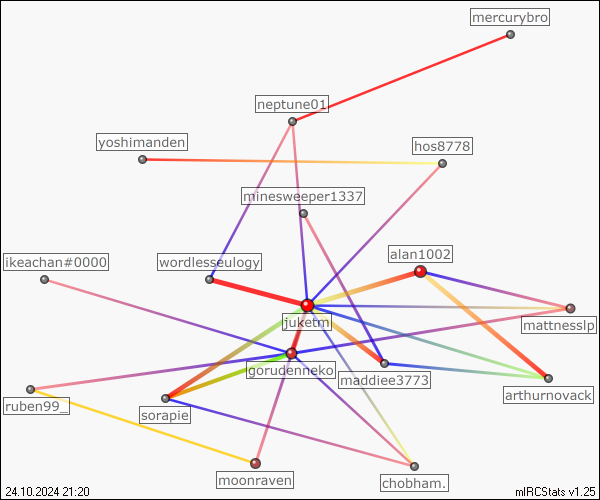 mercurybro
neptune01
yoshimanden
hos8778
minesweeper1337
alan1002
ikeachan#0000
wordlesseulogy
juketm
mattnesslp
gorudenneko
maddiee3773
arthurnovack
ruben99_
sorapie
moonraven
chobham.
24.10.2024 21:20
mIRCStats v1.25